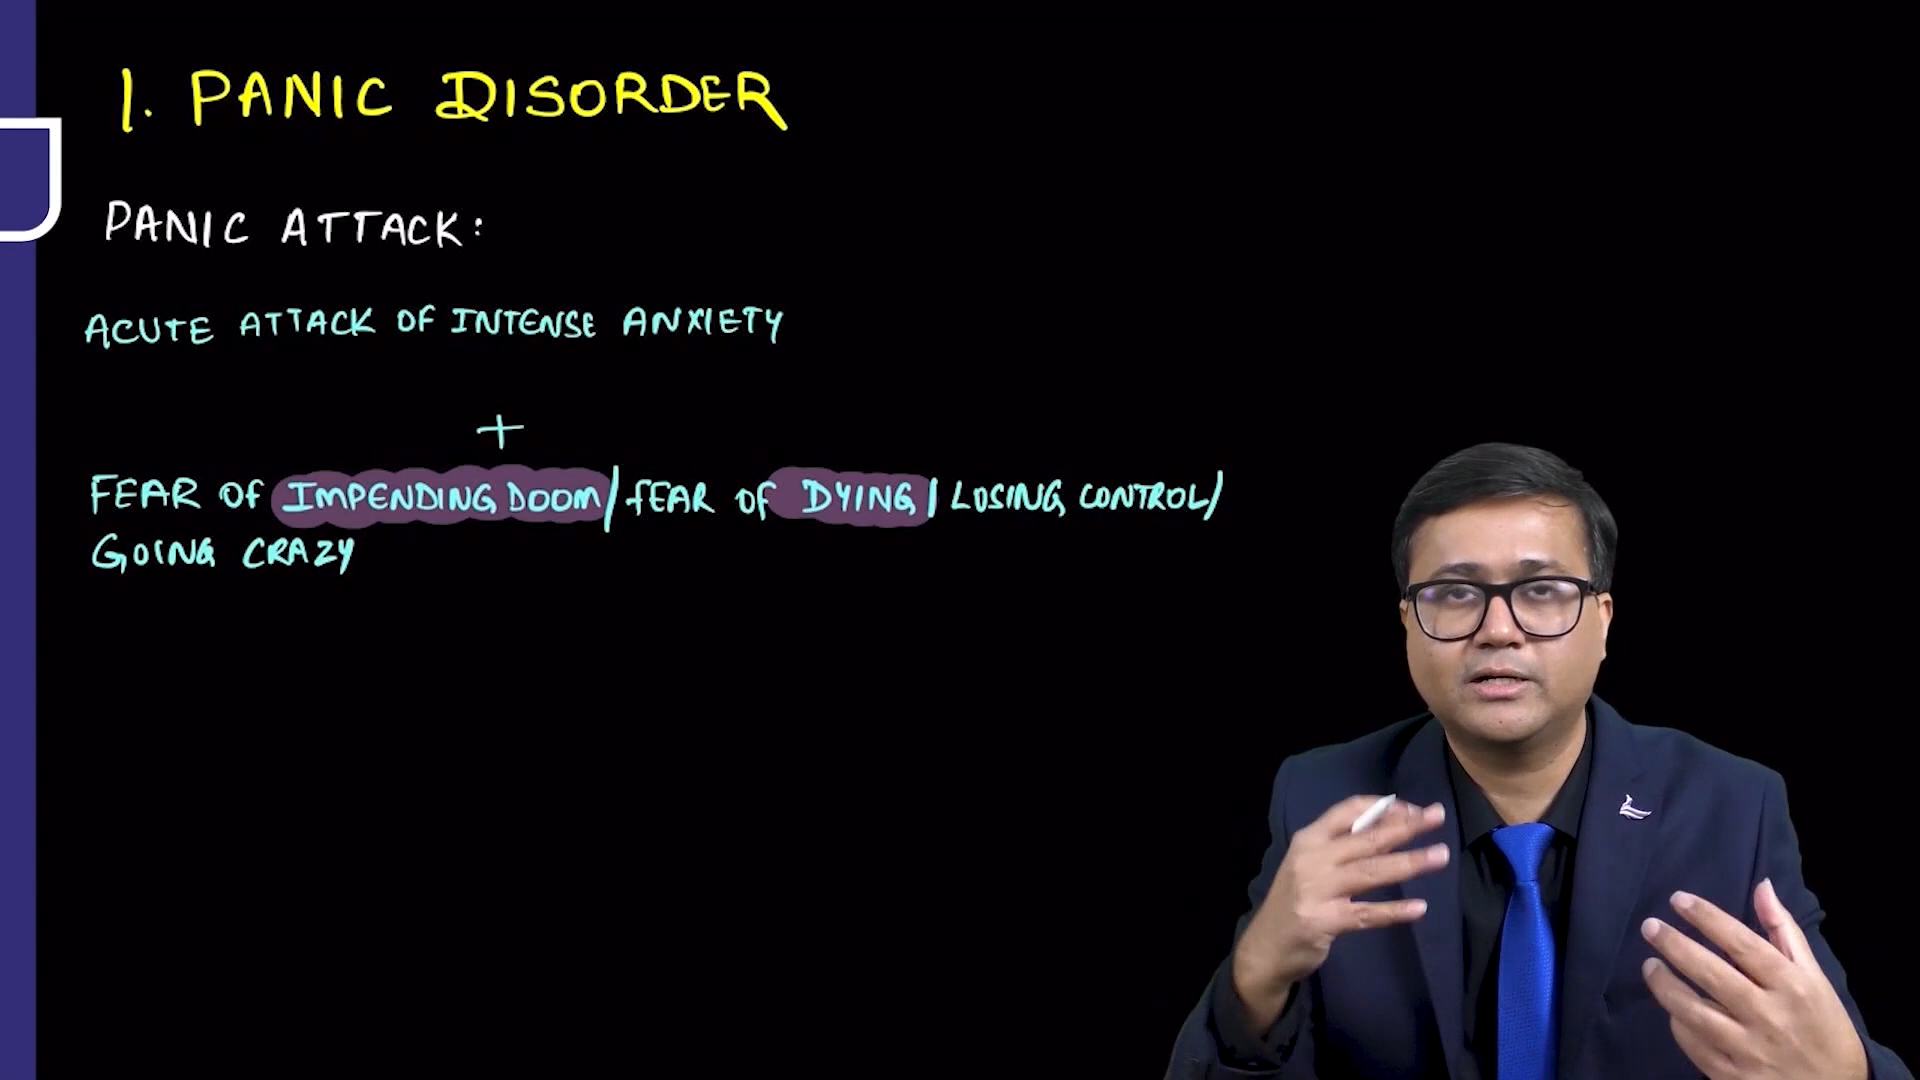 1. PANIC DISORDER
PANIC ATTACK:
ACUTE ATTACK OF INTENSE ANXIETY
+
FEAR OF IMPENDING DOOM/FEAR OF DYING/LOSING CONTROL/
GOING CRAZY